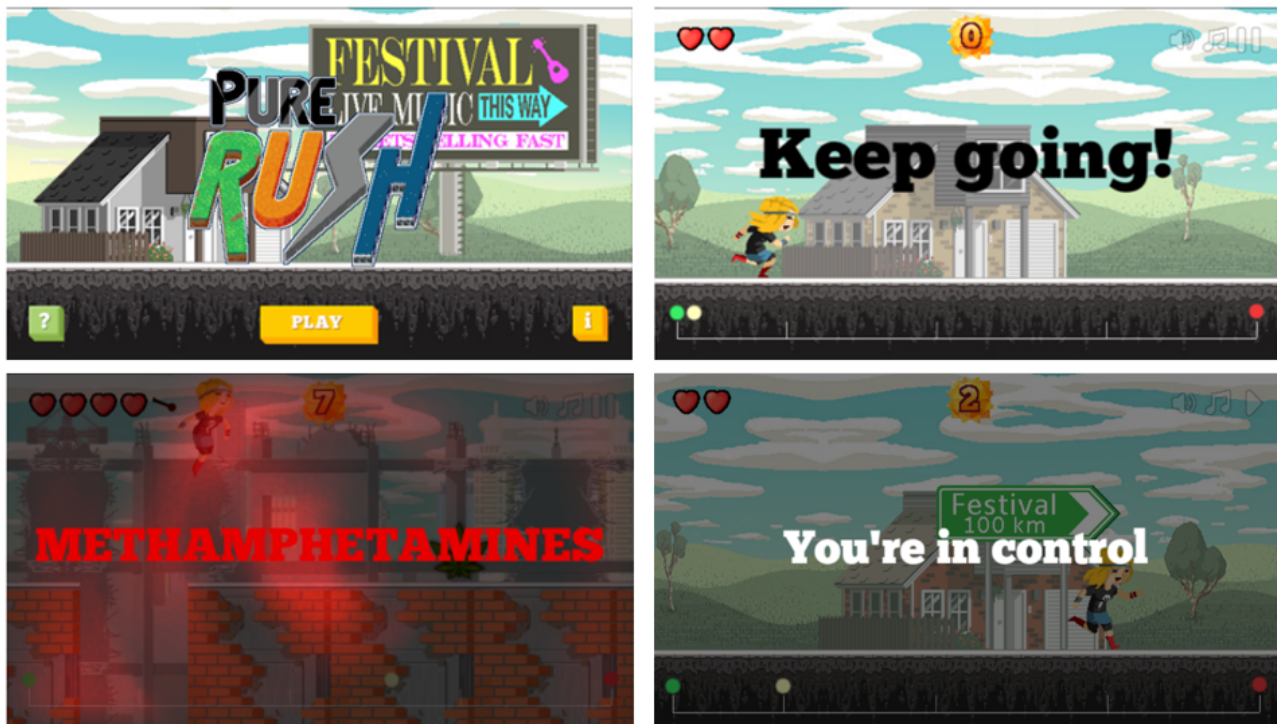 FESTIVAL
PURE
LIVE MUSIC THIS WAY
RUSH
SELLING FAST
?
PLAY
i
0
Keep going!
7
METHAMPHETAMINES
2
Festival
100 km
You're in control